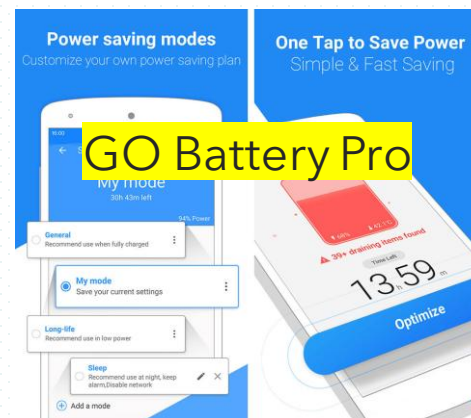 Power saving modes
Customize your own power saving plan
GO Battery Pro
My mode
30h 43m left
94% Power
General
Recommend use when fully charged
My mode
Save your current settings
Long-life
Recommend use in low power
Sleep
Recommend use at night, keep
alarm,Disable network
Add a mode
One Tap to Save Power
Simple & Fast Saving
39+ draining items found
Time Left
13h 59m
Optimize